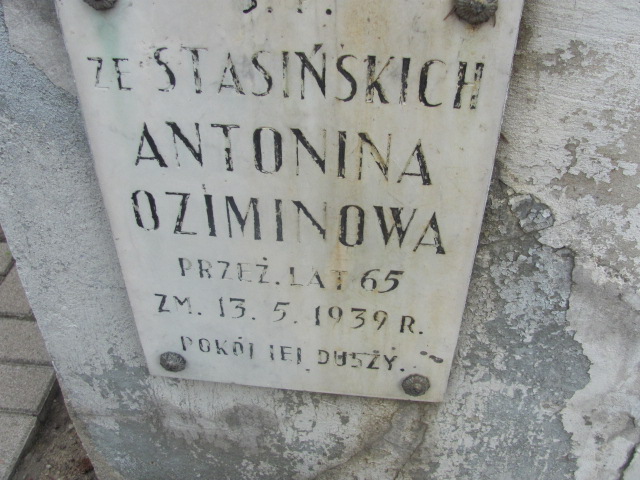 Ś. P.
ZE STASIŃSKICH
ANTONINA
OZIMINOWA
PRZEŻ. LAT 65
ZM. 13. 5. 1939 R.
POKÓJ JEJ DUSZY.